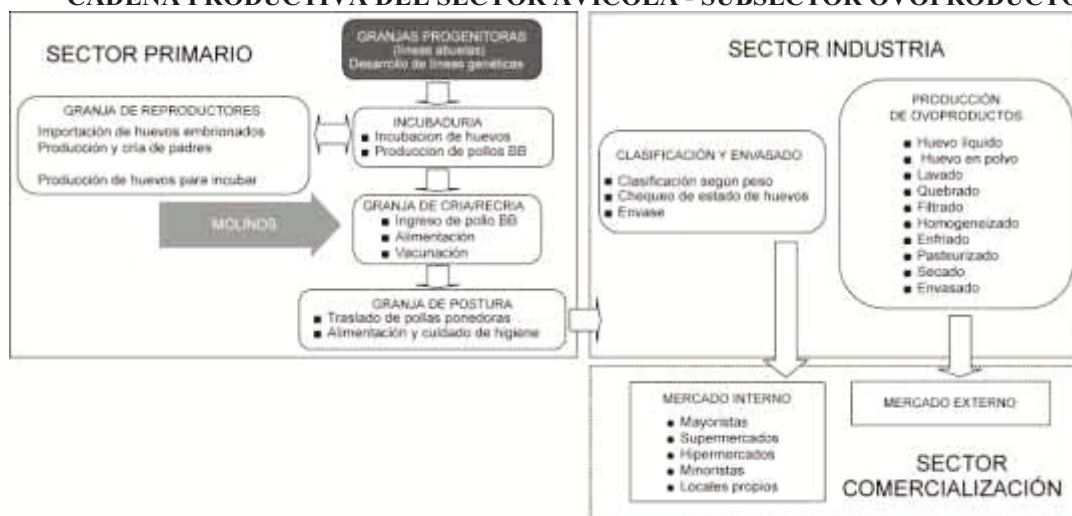 CADENA PRODUCTIVA DEL SECTOR AVÍCOLA - SUBSECTOR OVOPRODUCTO
SECTOR PRIMARIO
GRANJAS PROGENITORAS
(líneas abuelas)
Desarrollo de líneas genéticas
GRANJA DE REPRODUCTORES
Importación de huevos embrionados
Producción y cría de padres
Producción de huevos para incubar
INCUBADURIA
■ Incubacion de huevos
■ Produccion de pollos BB
MOLINOS
GRANJA DE CRIA/RECRIA
■ Ingreso de pollo BB
■ Alimentación
■ Vacunación
GRANJA DE POSTURA
■ Traslado de pollas ponedoras
■ Alimentación y cuidado de higiene
SECTOR INDUSTRIA
CLASIFICACIÓN Y ENVASADO
■ Clasificación según peso
■ Chequeo de estado de huevos
■ Envase
PRODUCCIÓN
DE OVOPRODUCTOS
■ Huevo líquido
■ Huevo en polvo
■ Lavado
■ Quebrado
■ Filtrado
■ Homogeneizado
■ Enfriado
■ Pasteurizado
■ Secado
■ Envasado
MERCADO INTERNO
● Mayoristas
● Supermercados
● Hipermercados
● Minoristas
● Locales propios
MERCADO EXTERNO
SECTOR
COMERCIALIZACIÓN